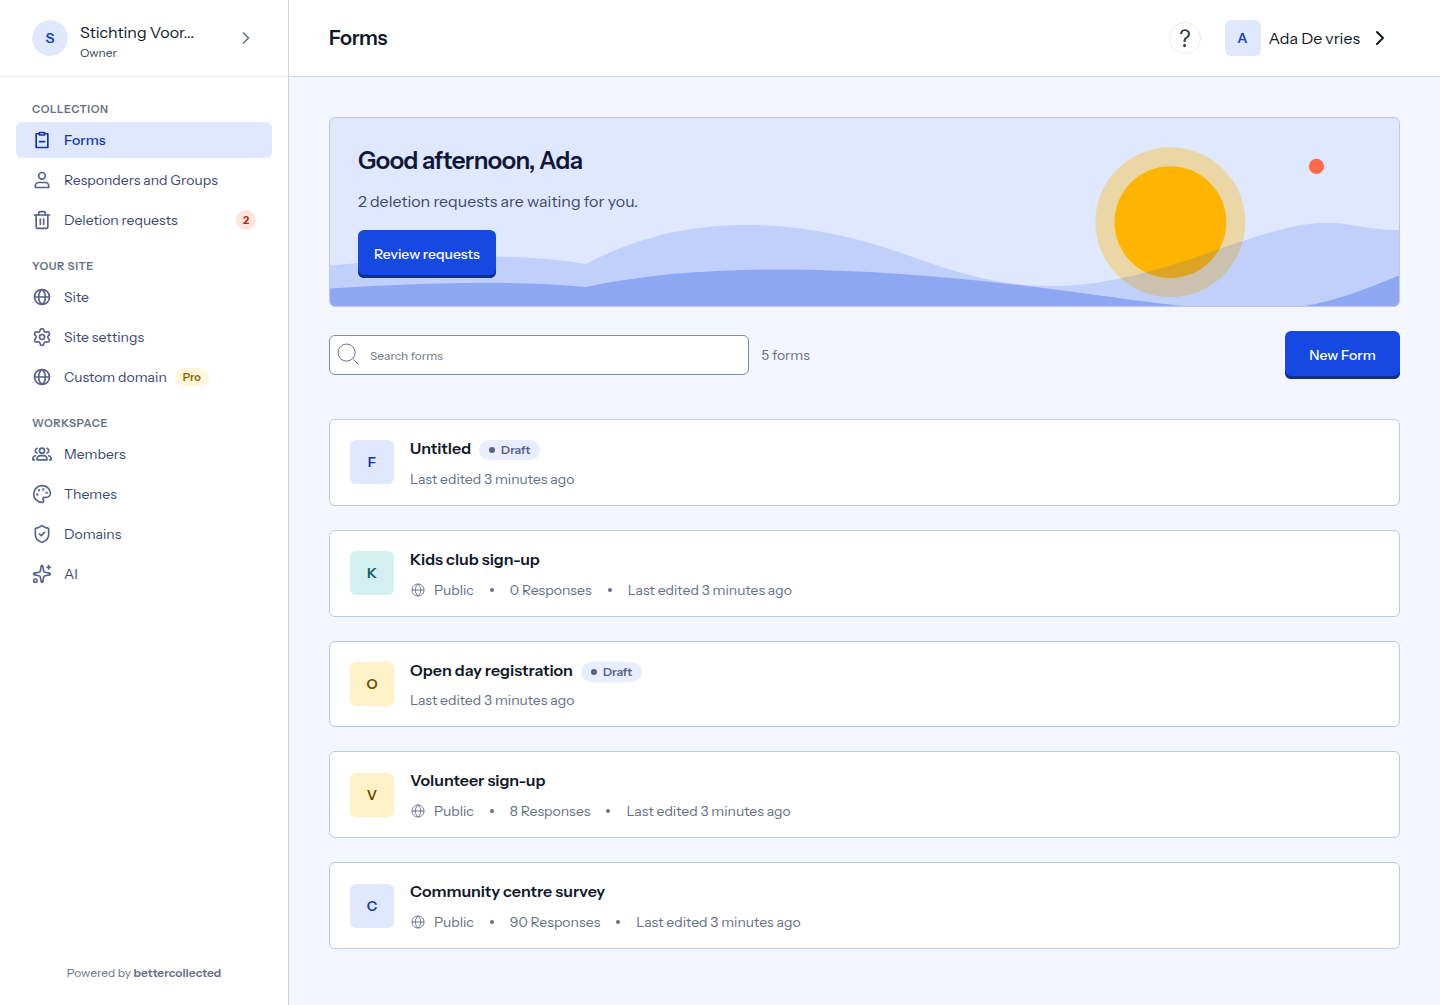 S
Stichting Voor...
Owner
COLLECTION
Forms
Responders and Groups
Deletion requests 2
YOUR SITE
Site
Site settings
Custom domain Pro
WORKSPACE
Members
Themes
Domains
AI
Powered by bettercollected
Forms
?
A
Ada De vries
Good afternoon, Ada
2 deletion requests are waiting for you.
Review requests
Search forms
5 forms
New Form
F
Untitled • Draft
Last edited 3 minutes ago
K
Kids club sign-up
Public • 0 Responses • Last edited 3 minutes ago
O
Open day registration • Draft
Last edited 3 minutes ago
V
Volunteer sign-up
Public • 8 Responses • Last edited 3 minutes ago
C
Community centre survey
Public • 90 Responses • Last edited 3 minutes ago